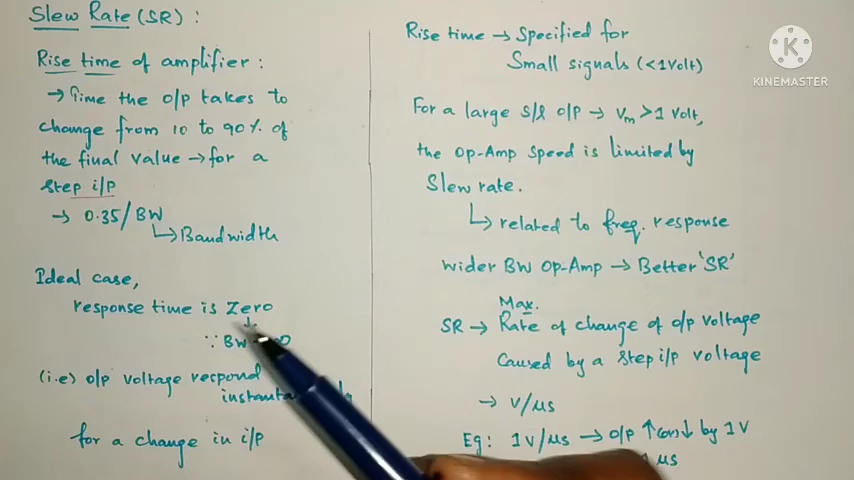 Slew Rate (SR) :
Rise time of amplifier :
→ Time the o/p takes to
change from 10 to 90% of
the final value → for a
step i/p
→ 0.35/BW
↳ Bandwidth
Ideal case,
response time is Zero
↓
∵ BW
(i.e) o/p voltage respond
for a change in i/p
Rise time → Specified for
Small signals (<1Volt)
For a large s/l o/p → Vm > 1 Volt,
the Op-Amp Speed is limited by
Slew rate.
↳ related to freq. response
wider BW Op-Amp → Better 'SR'
Max.
SR → Rate of change of o/p voltage
Caused by a step i/p voltage
→ V/μs
Eg: 1V/μs → o/p ↑(or)↓ by 1V
μs
KINEMASTER